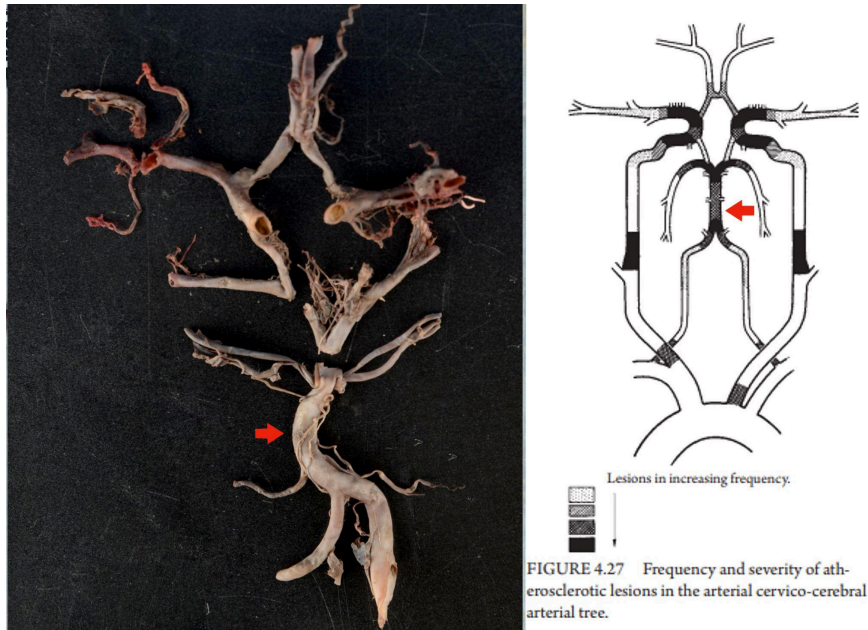 Lesions in increasing frequency.
FIGURE 4.27 Frequency and severity of ath-
erosclerotic lesions in the arterial cervico-cerebral
arterial tree.